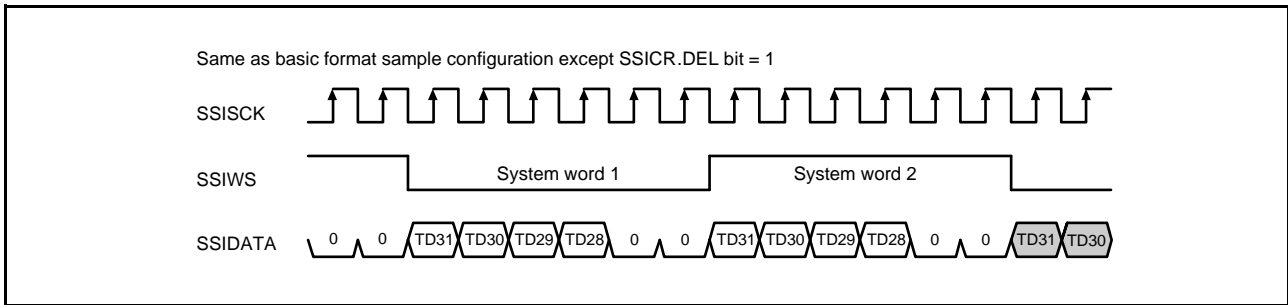 Same as basic format sample configuration except SSICR.DEL bit = 1
SSISCK
SSIWS System word 1 System word 2
SSIDATA 0 0 TD31 TD30 TD29 TD28 0 0 TD31 TD30 TD29 TD28 0 0 TD31 TD30